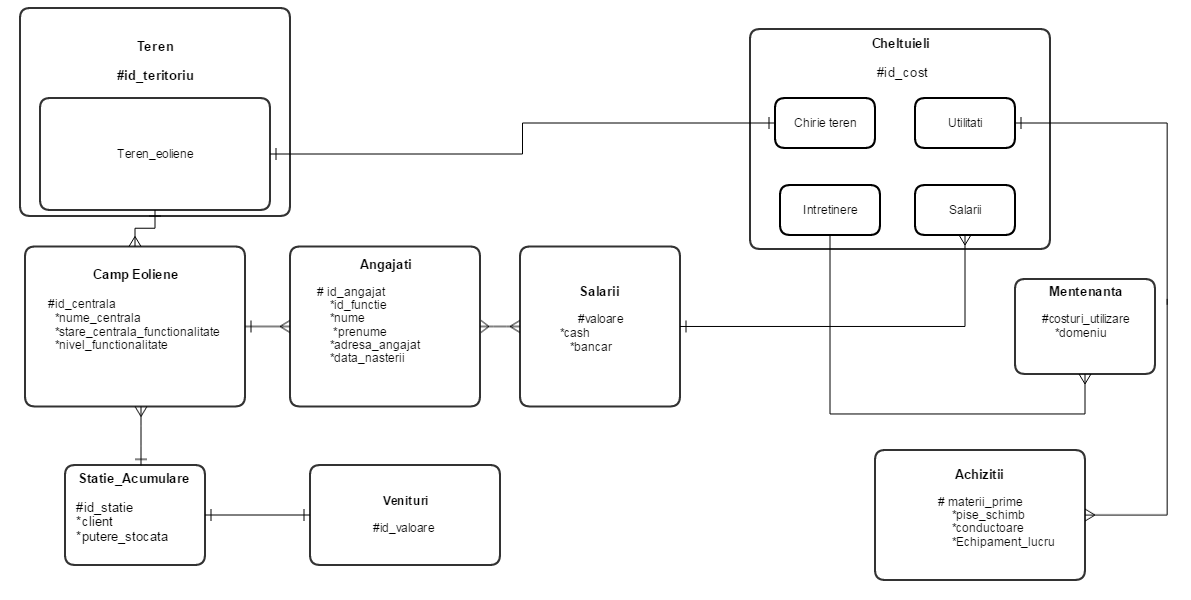 Teren
#id_teritoriu
Teren_eoliene
Cheltuieli
#id_cost
Chirie teren
Utilitati
Intretinere
Salarii
Camp Eoliene
#id_centrala
*nume_centrala
*stare_centrala_functionalitate
*nivel_functionalitate
Angajati
# id_angajat
*id_functie
*nume
*prenume
*adresa_angajat
*data_nasterii
Salarii
#valoare
*cash
*bancar
Mentenanta
#costuri_utilizare
*domeniu
Statie_Acumulare
#id_statie
*client
*putere_stocata
Venituri
#id_valoare
Achizitii
# materii_prime
*pise_schimb
*conductoare
*Echipament_lucru